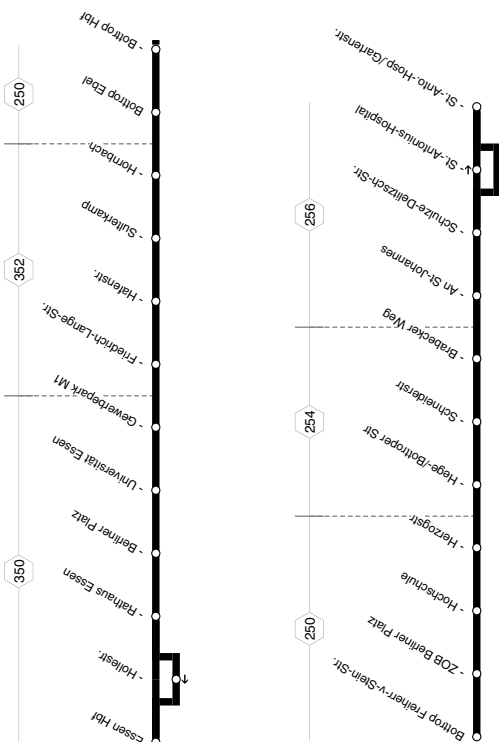 - Bottrop Hbf
Bottrop Ebel
- Hornbach
- Sulterkamp
- Hafenstr.
- Friedrich-Lange-Str.
- Gewerbepark M1
- Universität Essen
- Berliner Platz
- Rathaus Essen
- Hollestr.
Essen Hbf
250
352
350
- St.-Anto.-Hosp./Gartenstr.
- St.-Antonius-Hospital
- Schulze-Delitzsch-Str.
- An St-Johannes
- Brabecker Weg
- Schneiderstr
- Hege-/Bottroper Str
- Herzogstr
- Hochschule
- ZOB Berliner Platz
Bottrop Freiherr-v-Stein-Str.
256
254
250